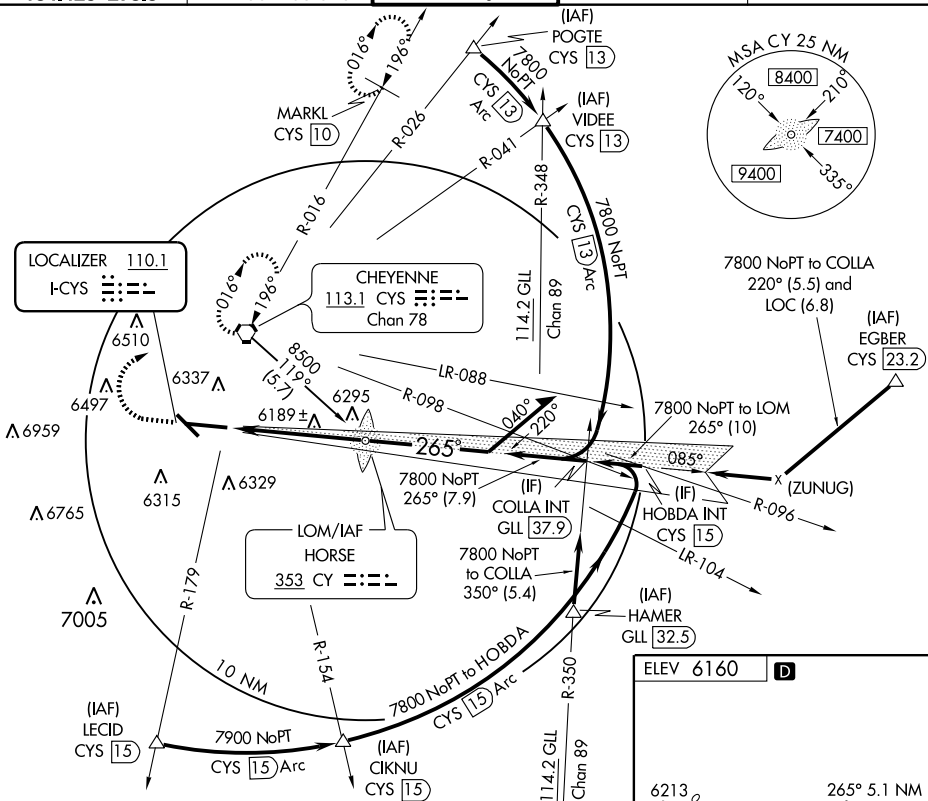 (IAF)
POGTE
CYS 13
7800
NoPT
CYS 13
Arc
MSA CY 25 NM
8400
120°
210°
7400
9400
335°
016°
196°
MARKL
CYS 10
(IAF)
VIDEE
CYS 13
R-026
R-041
R-016
R-348
7800 NoPT
CYS 13 Arc
LOCALIZER 110.1
I-CYS
016°
196°
CHEYENNE
113.1 CYS
Chan 78
114.2 GLL
Chan 89
7800 NoPT to COLLA
220° (5.5) and
LOC (6.8)
(IAF)
EGBER
CYS 23.2
6510
6337
8500
119°
(5.7)
LR-088
R-098
6497
6295
6189±
040°
220°
7800 NoPT to LOM
265° (10)
6959
265°
085°
6315
6329
7800 NoPT
265° (7.9)
(IF)
COLLA INT
GLL 37.9
(IF)
HOBDA INT
CYS 15
(ZUNUG)
R-096
6765
LOM/IAF
HORSE
353 CY
LR-104
7800 NoPT
to COLLA
350° (5.4)
R-179
7005
(IAF)
HAMER
GLL 32.5
R-154
10 NM
7800 NoPT to HOBDA
CYS 15 Arc
R-350
ELEV 6160 D
(IAF)
LECID
CYS 15
7900 NoPT
CYS 15 Arc
(IAF)
CIKNU
CYS 15
114.2 GLL
Chan 89
6213
265° 5.1 NM